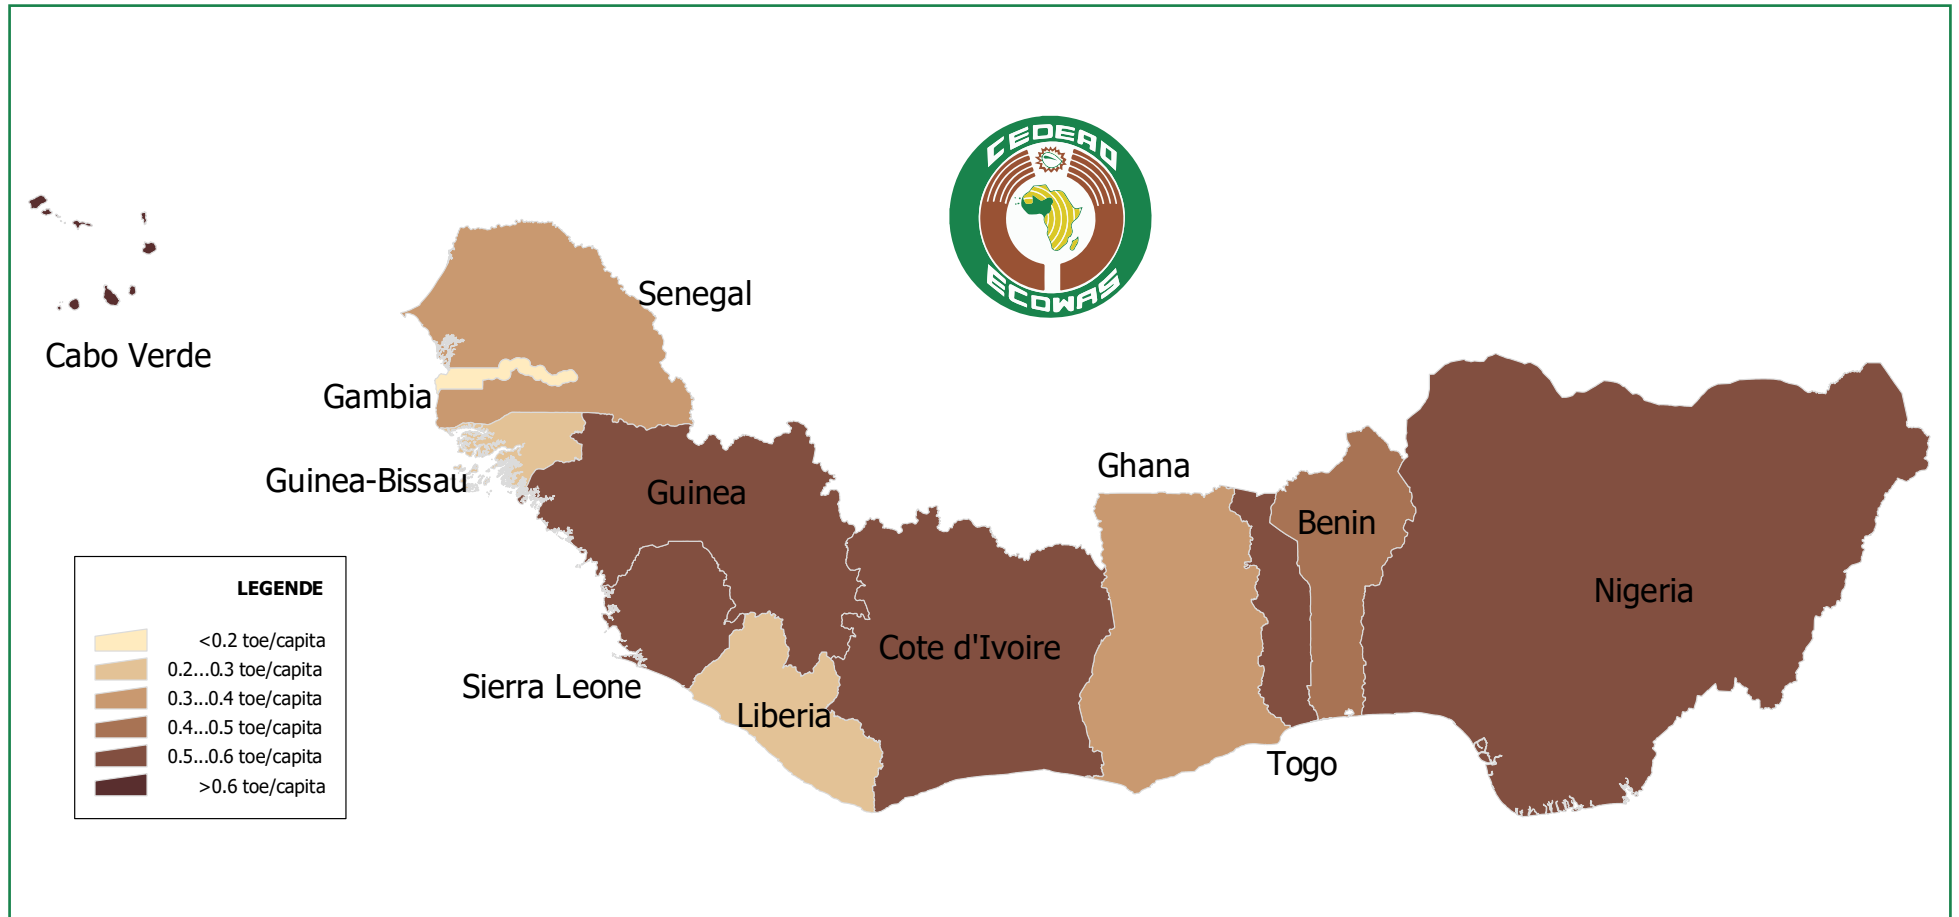 CEDEAO
ECOWAS
Senegal
Cabo Verde
Gambia
Ghana
Guinea-Bissau
Guinea
Benin
Nigeria
Cote d'Ivoire
Sierra Leone
Liberia
Togo
LEGENDE
<0.2 toe/capita
0.2...0.3 toe/capita
0.3...0.4 toe/capita
0.4...0.5 toe/capita
0.5...0.6 toe/capita
>0.6 toe/capita